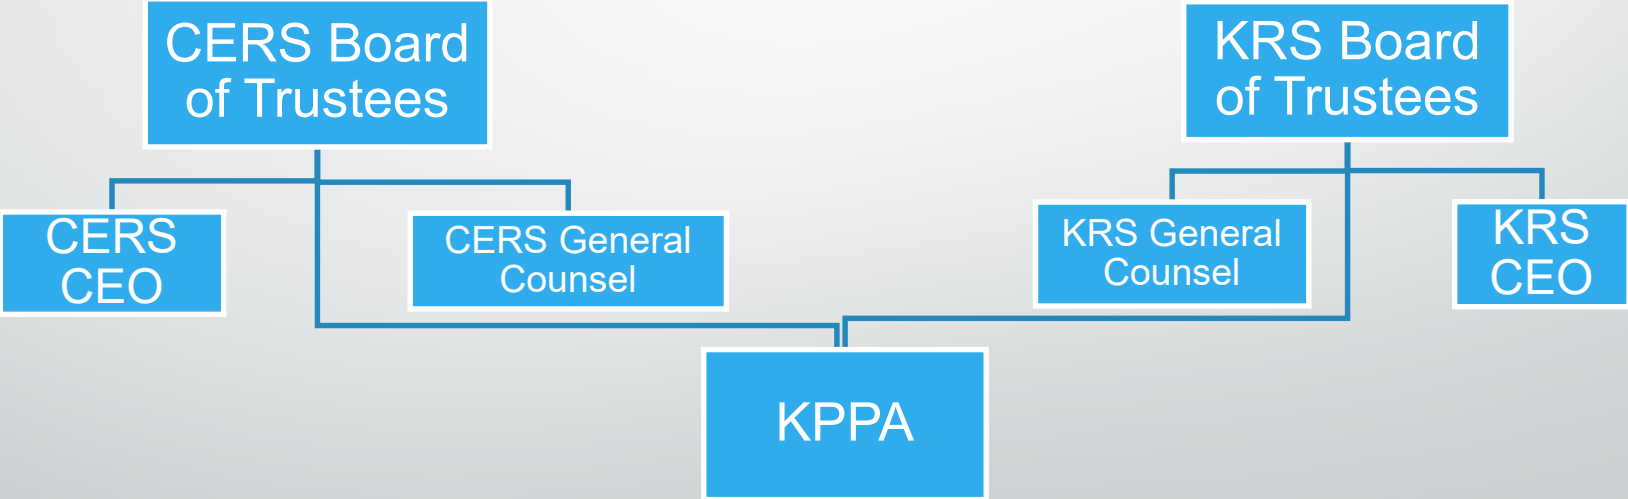 CERS Board
of Trustees
KRS Board
of Trustees
CERS
CEO
CERS General
Counsel
KRS General
Counsel
KRS
CEO
KPPA